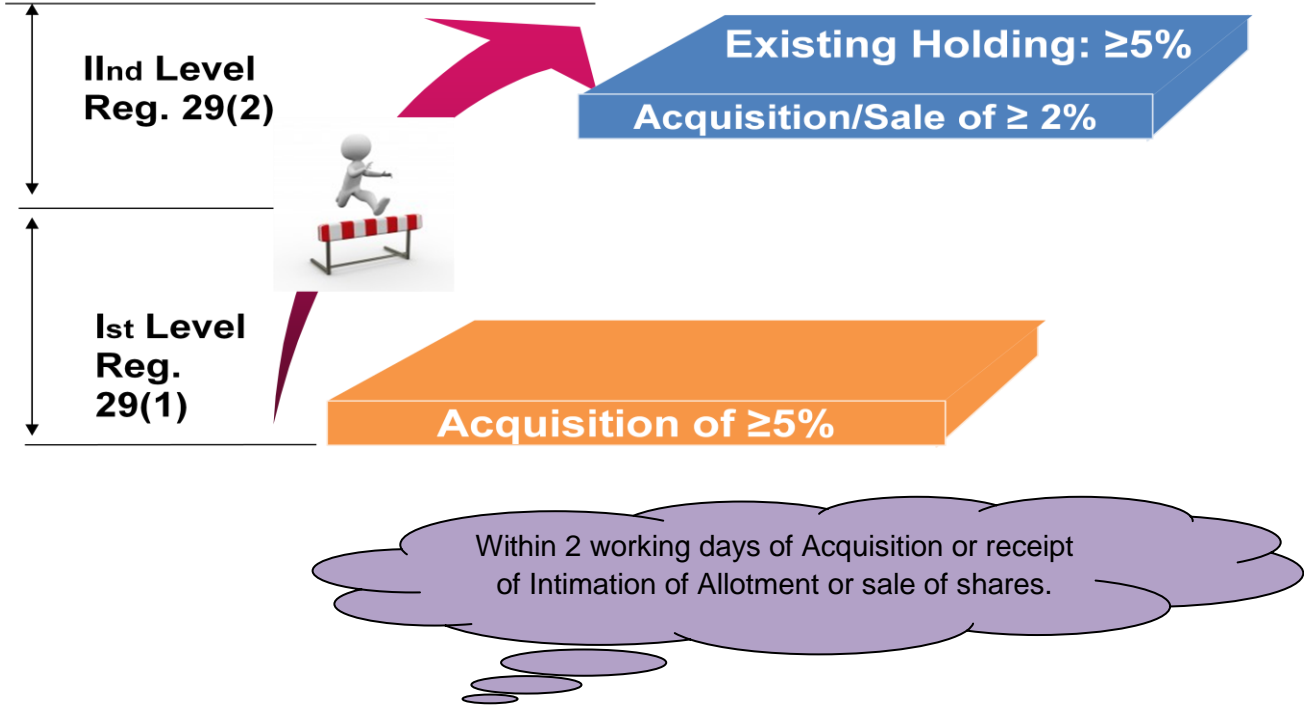 IInd Level
Reg. 29(2)
Existing Holding: ≥5%
Acquisition/Sale of ≥ 2%
Ist Level
Reg.
29(1)
Acquisition of ≥5%
Within 2 working days of Acquisition or receipt
of Intimation of Allotment or sale of shares.